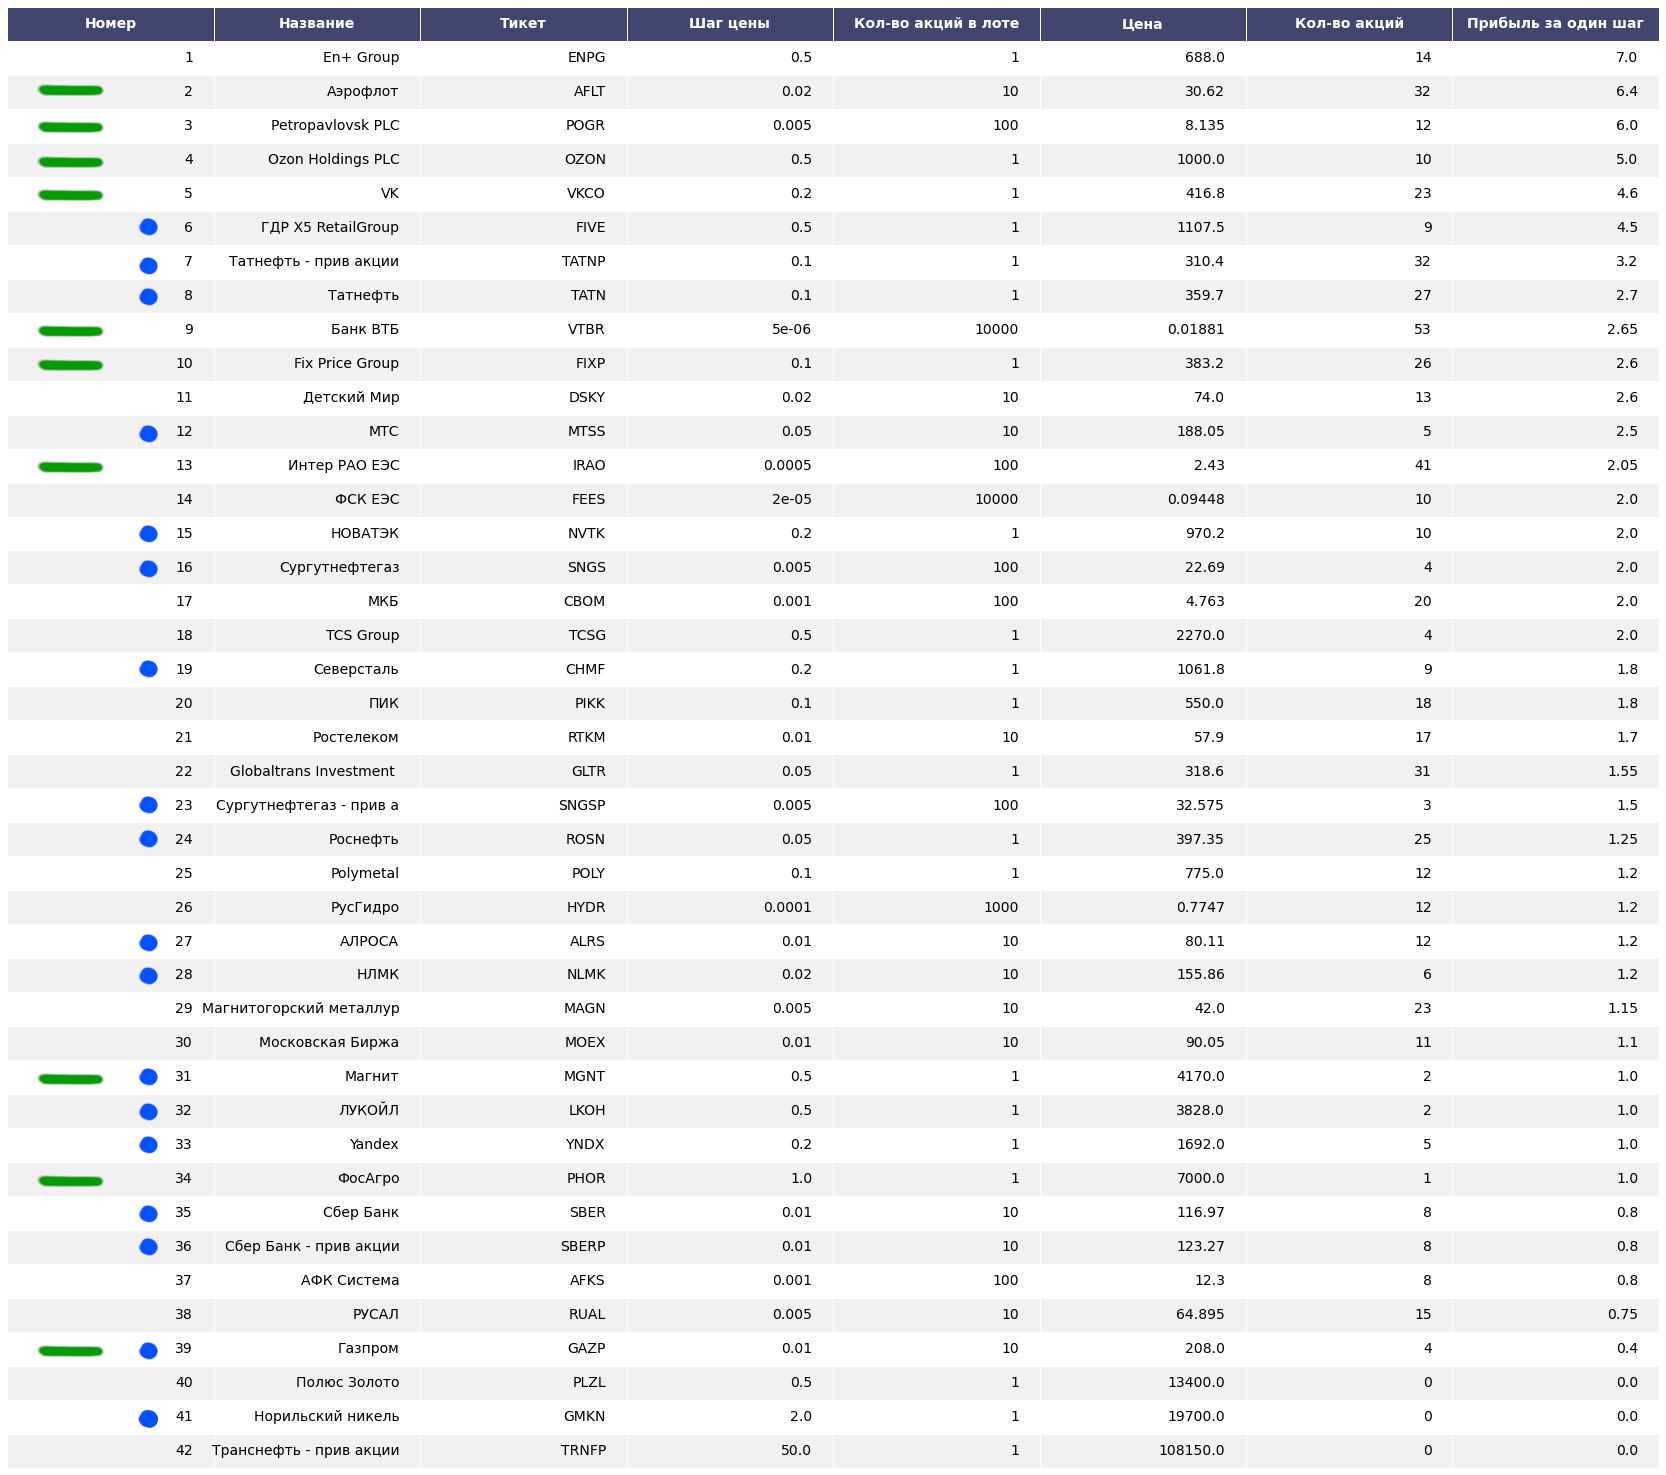 Номер Название Тикет Шаг цены Кол-во акций в лоте Цена Кол-во акций Прибыль за один шаг
1 En+ Group ENPG 0.5 1 688.0 14 7.0
2 Аэрофлот AFLT 0.02 10 30.62 32 6.4
3 Petropavlovsk PLC POGR 0.005 100 8.135 12 6.0
4 Ozon Holdings PLC OZON 0.5 1 1000.0 10 5.0
5 VK VKCO 0.2 1 416.8 23 4.6
6 ГДР X5 RetailGroup FIVE 0.5 1 1107.5 9 4.5
7 Татнефть - прив акции TATNP 0.1 1 310.4 32 3.2
8 Татнефть TATN 0.1 1 359.7 27 2.7
9 Банк ВТБ VTBR 5e-06 10000 0.01881 53 2.65
10 Fix Price Group FIXP 0.1 1 383.2 26 2.6
11 Детский Мир DSKY 0.02 10 74.0 13 2.6
12 МТС MTSS 0.05 10 188.05 5 2.5
13 Интер РАО ЕЭС IRAO 0.0005 100 2.43 41 2.05
14 ФСК ЕЭС FEES 2e-05 10000 0.09448 10 2.0
15 НОВАТЭК NVTK 0.2 1 970.2 10 2.0
16 Сургутнефтегаз SNGS 0.005 100 22.69 4 2.0
17 МКБ CBOM 0.001 100 4.763 20 2.0
18 TCS Group TCSG 0.5 1 2270.0 4 2.0
19 Северсталь CHMF 0.2 1 1061.8 9 1.8
20 ПИК PIKK 0.1 1 550.0 18 1.8
21 Ростелеком RTKM 0.01 10 57.9 17 1.7
22 Globaltrans Investment GLTR 0.05 1 318.6 31 1.55
23 Сургутнефтегаз - прив а SNGSP 0.005 100 32.575 3 1.5
24 Роснефть ROSN 0.05 1 397.35 25 1.25
25 Polymetal POLY 0.1 1 775.0 12 1.2
26 РусГидро HYDR 0.0001 1000 0.7747 12 1.2
27 АЛРОСА ALRS 0.01 10 80.11 12 1.2
28 НЛМК NLMK 0.02 10 155.86 6 1.2
29 Магнитогорский металлур MAGN 0.005 10 42.0 23 1.15
30 Московская Биржа MOEX 0.01 10 90.05 11 1.1
31 Магнит MGNT 0.5 1 4170.0 2 1.0
32 ЛУКОЙЛ LKOH 0.5 1 3828.0 2 1.0
33 Yandex YNDX 0.2 1 1692.0 5 1.0
34 ФосАгро PHOR 1.0 1 7000.0 1 1.0
35 Сбер Банк SBER 0.01 10 116.97 8 0.8
36 Сбер Банк - прив акции SBERP 0.01 10 123.27 8 0.8
37 АФК Система AFKS 0.001 100 12.3 8 0.8
38 РУСАЛ RUAL 0.005 10 64.895 15 0.75
39 Газпром GAZP 0.01 10 208.0 4 0.4
40 Полюс Золото PLZL 0.5 1 13400.0 0 0.0
41 Норильский никель GMKN 2.0 1 19700.0 0 0.0
42 Транснефть - прив акции TRNFP 50.0 1 108150.0 0 0.0